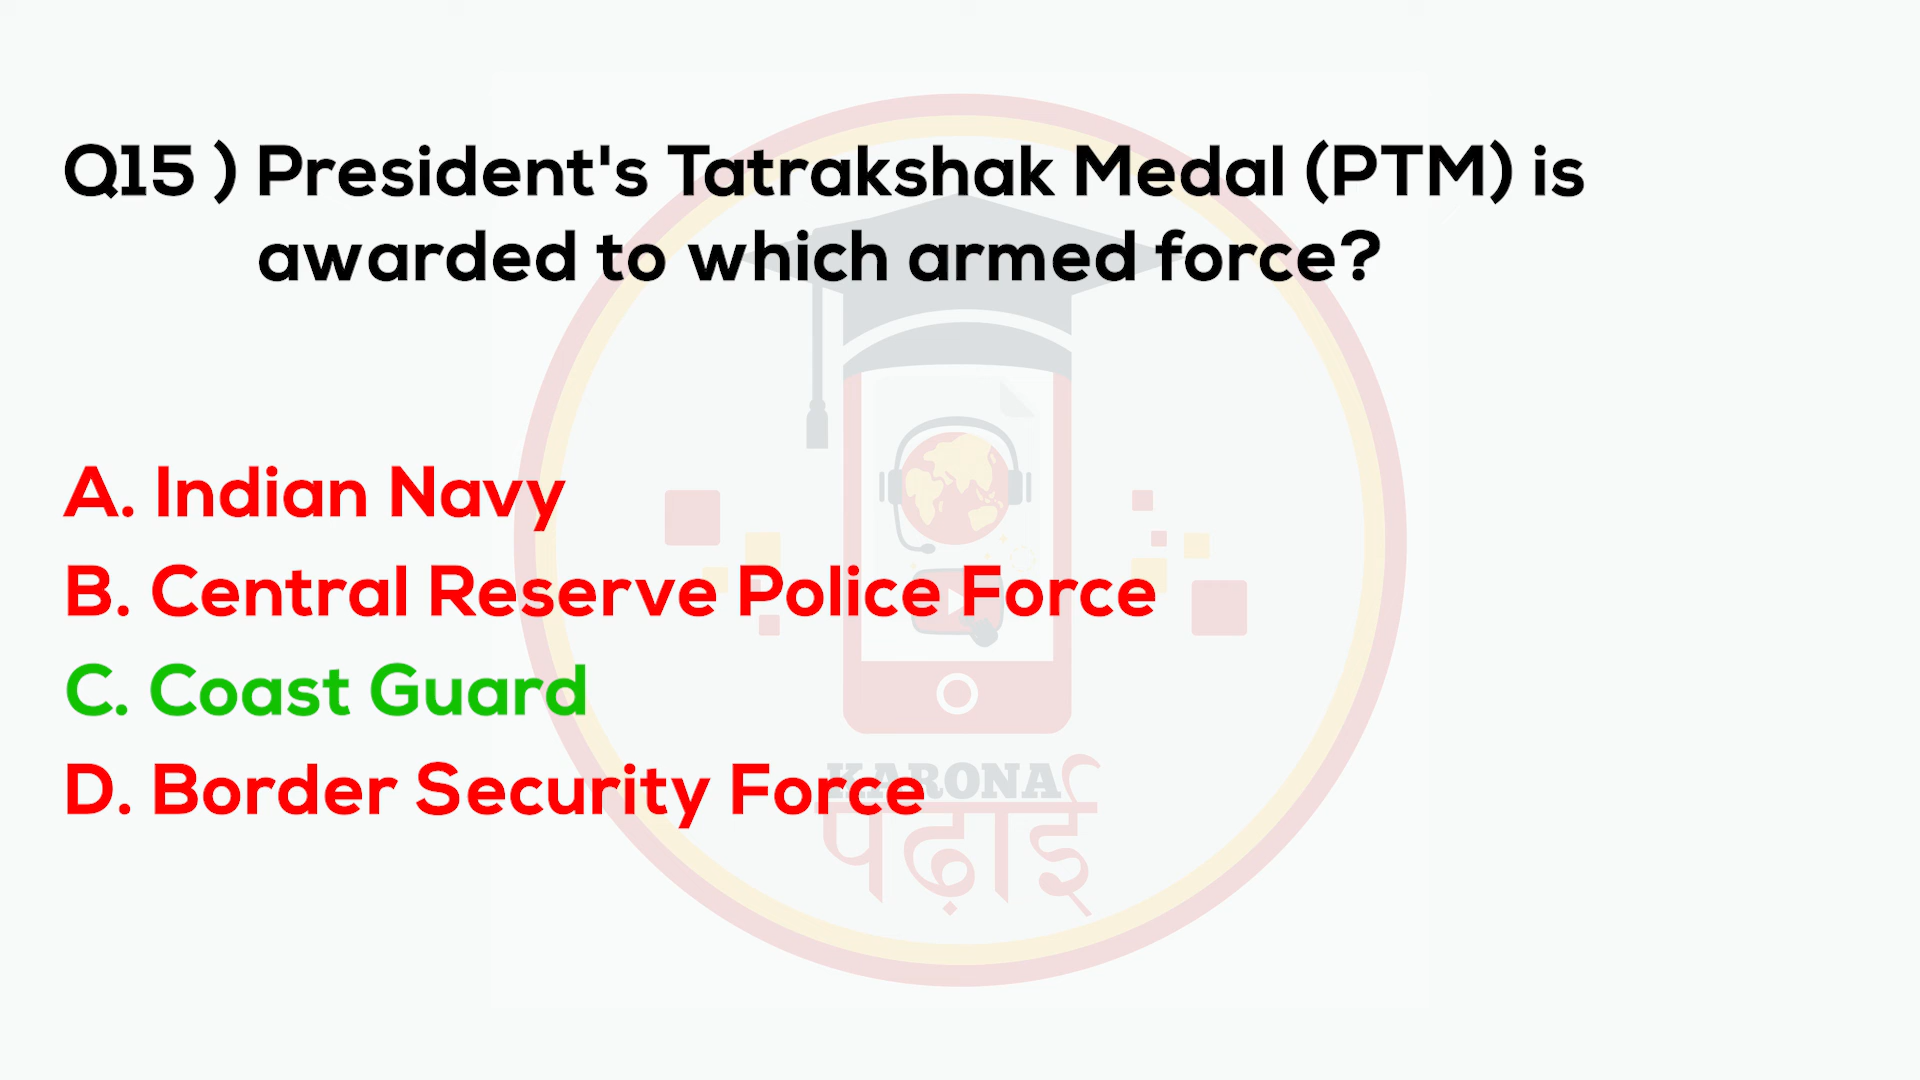 Q15 ) President's Tatrakshak Medal (PTM) is
awarded to which armed force?
A. Indian Navy
B. Central Reserve Police Force
C. Coast Guard
D. Border Security Force
KARONA
पढ़ाई